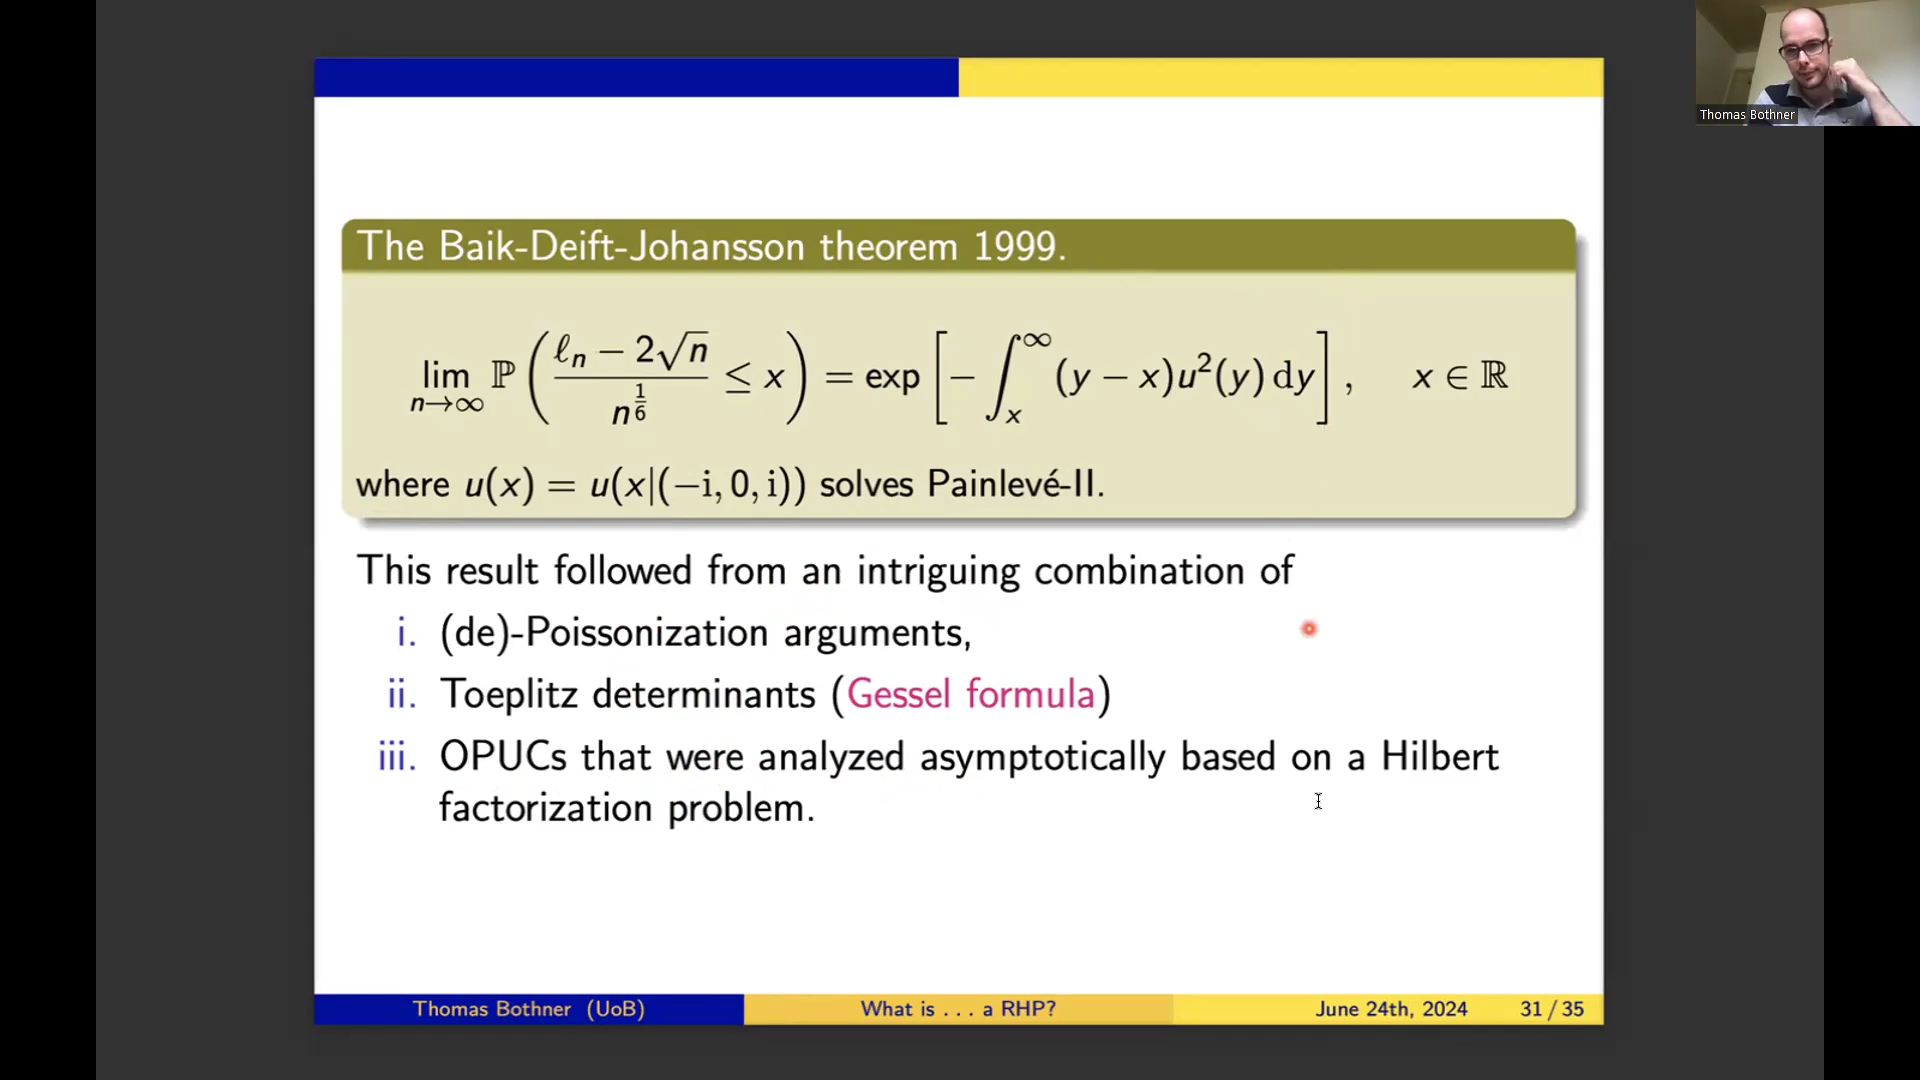 Thomas Bothner
The Baik-Deift-Johansson theorem 1999.
lim_{n→∞} ℙ( (ℓ_n − 2√n) / n^{1/6} ≤ x ) = exp[ − ∫_x^∞ (y − x)u²(y) dy ], x ∈ ℝ
where u(x) = u(x|(−i, 0, i)) solves Painlevé-II.
This result followed from an intriguing combination of
i. (de)-Poissonization arguments,
ii. Toeplitz determinants (Gessel formula)
iii. OPUCs that were analyzed asymptotically based on a Hilbert
factorization problem.
Thomas Bothner (UoB) What is . . . a RHP? June 24th, 2024 31 / 35